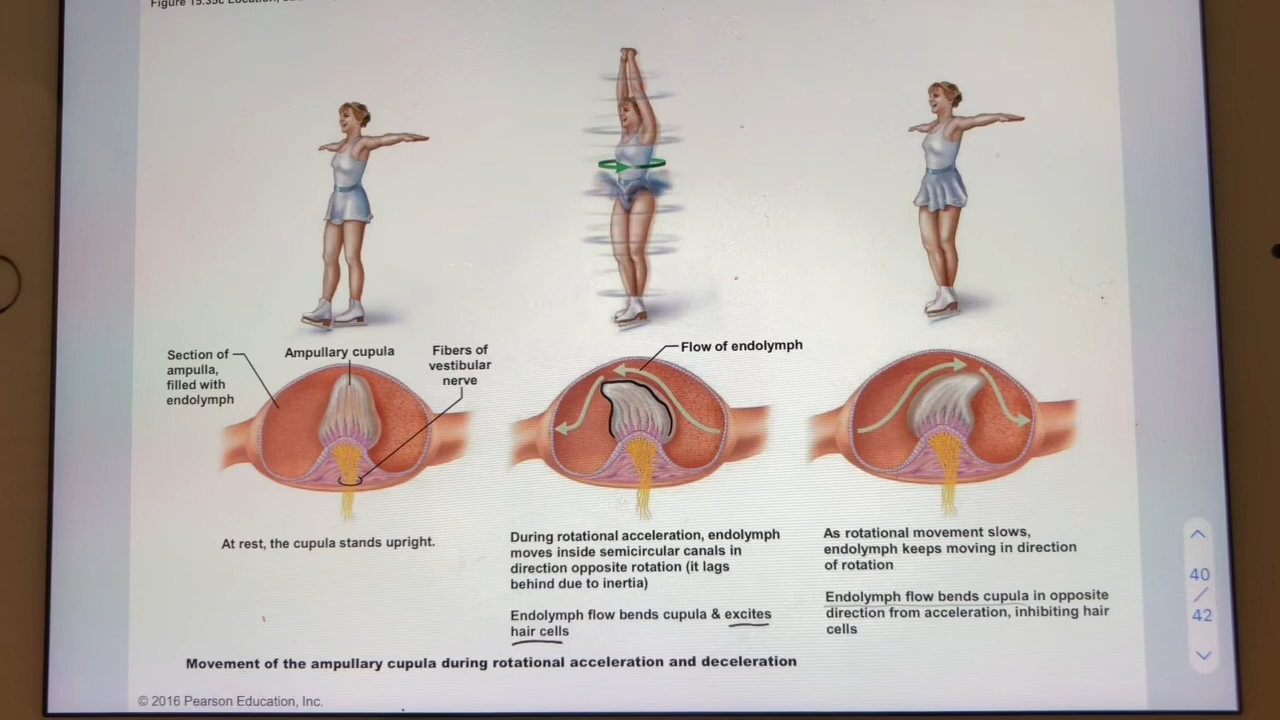 Figure 15.35c Location,
Section of
ampulla,
filled with
endolymph
Ampullary cupula
Fibers of
vestibular
nerve
Flow of endolymph
At rest, the cupula stands upright.
During rotational acceleration, endolymph
moves inside semicircular canals in
direction opposite rotation (it lags
behind due to inertia)
Endolymph flow bends cupula & excites
hair cells
As rotational movement slows,
endolymph keeps moving in direction
of rotation
Endolymph flow bends cupula in opposite
direction from acceleration, inhibiting hair
cells
Movement of the ampullary cupula during rotational acceleration and deceleration
© 2016 Pearson Education, Inc.
40
/
42